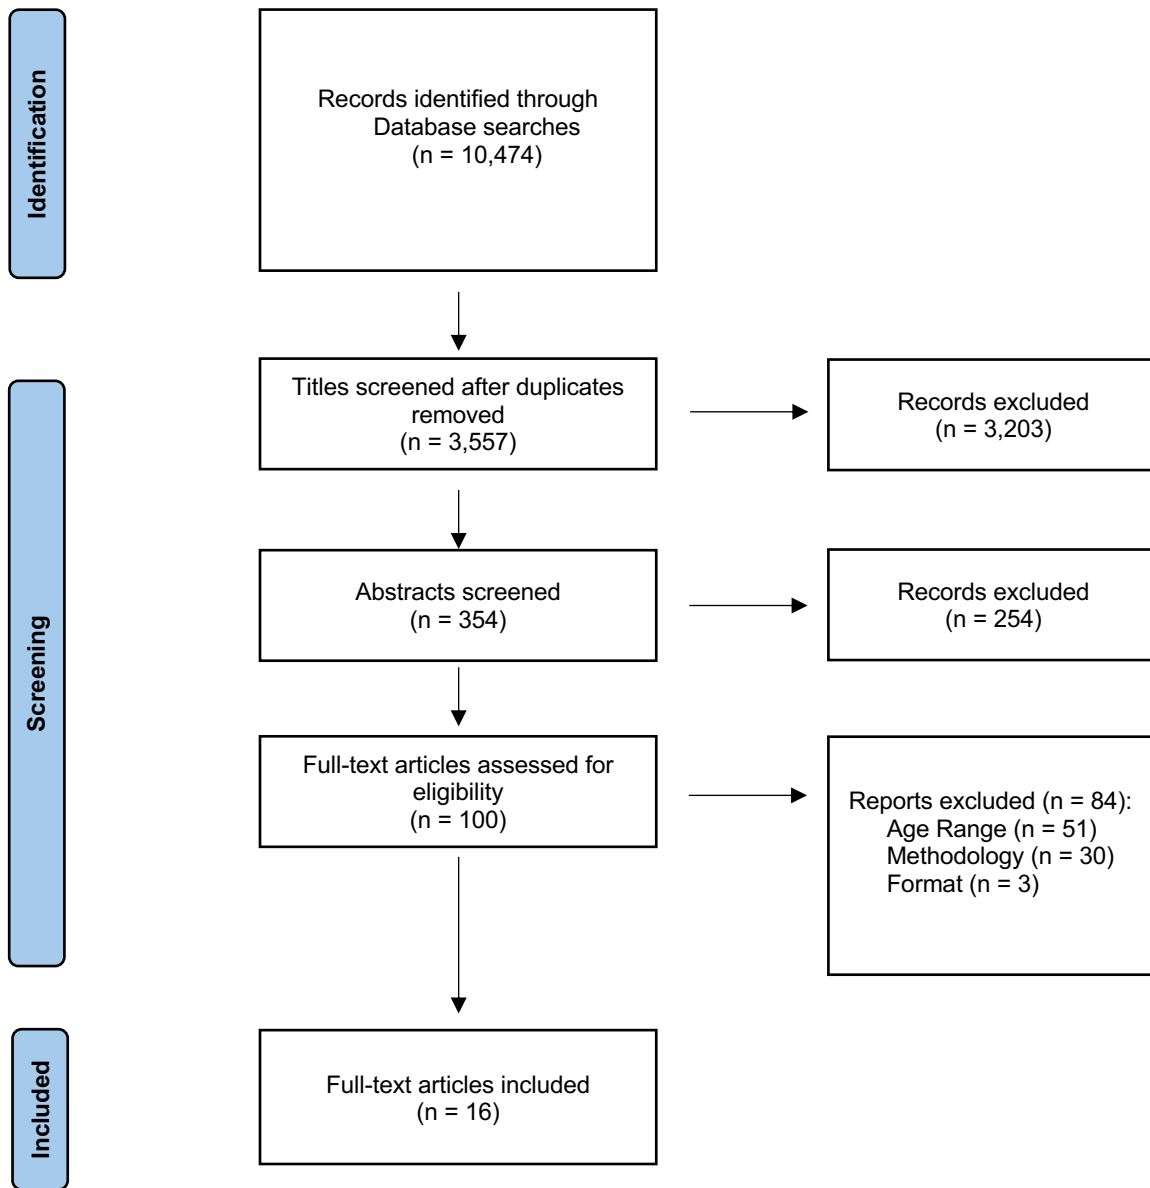 Identification
Records identified through
Database searches
(n = 10,474)
Titles screened after duplicates
removed
(n = 3,557)
Records excluded
(n = 3,203)
Screening
Abstracts screened
(n = 354)
Records excluded
(n = 254)
Full-text articles assessed for
eligibility
(n = 100)
Reports excluded (n = 84):
Age Range (n = 51)
Methodology (n = 30)
Format (n = 3)
Included
Full-text articles included
(n = 16)